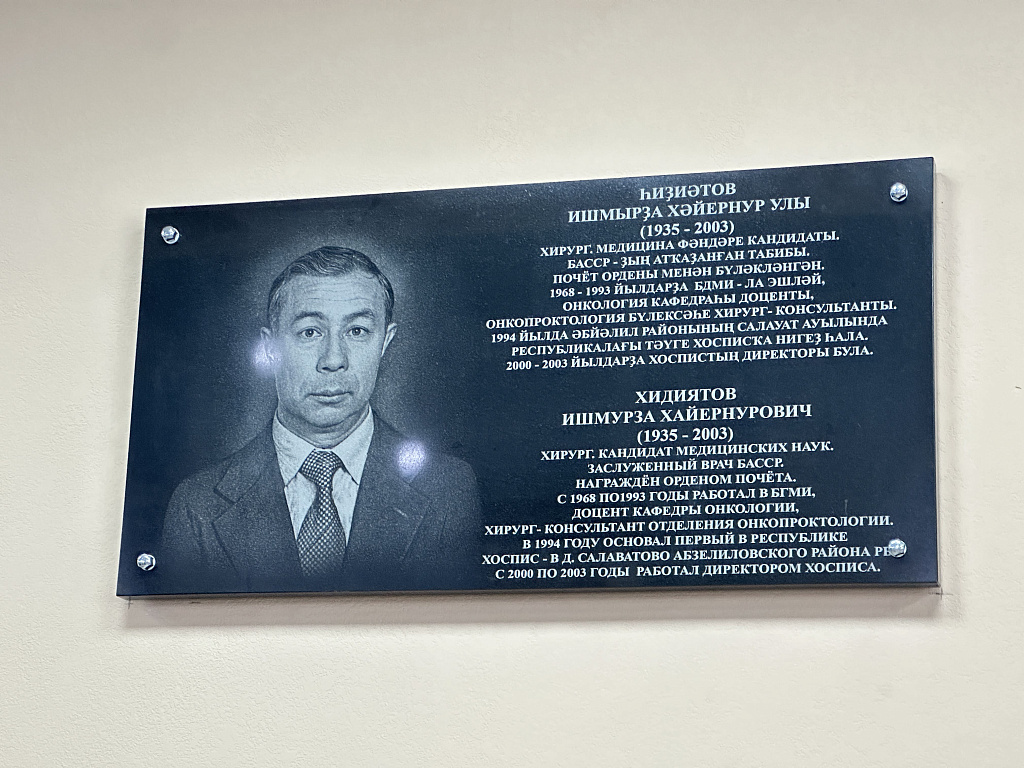 ҺИҘИӘТОВ
ИШМЫРҘА ХӘЙЕРНУР УЛЫ
(1935 - 2003)
ХИРУРГ. МЕДИЦИНА ФӘНДӘРЕ КАНДИДАТЫ.
БАССР - ҘЫҢ АТҠАҘАНҒАН ТАБИБЫ.
ПОЧЁТ ОРДЕНЫ МЕНӘН БҮЛӘКЛӘНГӘН.
1968 - 1993 ЙЫЛДАРҘА БДМИ - ЛА ЭШЛӘЙ,
ОНКОЛОГИЯ КАФЕДРАҺЫ ДОЦЕНТЫ,
ОНКОПРОКТОЛОГИЯ БҮЛЕКСӘҺЕ ХИРУРГ- КОНСУЛЬТАНТЫ.
1994 ЙЫЛДА ӘБЙӘЛИЛ РАЙОНЫНЫҢ САЛАУАТ АУЫЛЫНДА
РЕСПУБЛИКАЛАҒЫ ТӘҮГЕ ХОСПИСҠА НИГЕҘ ҺАЛА.
2000 - 2003 ЙЫЛДАРҘА ХОСПИСТЫҢ ДИРЕКТОРЫ БУЛА.
ХИДИЯТОВ
ИШМУРЗА ХАЙЕРНУРОВИЧ
(1935 - 2003)
ХИРУРГ. КАНДИДАТ МЕДИЦИНСКИХ НАУК.
ЗАСЛУЖЕННЫЙ ВРАЧ БАССР.
НАГРАЖДЁН ОРДЕНОМ ПОЧЁТА.
С 1968 ПО1993 ГОДЫ РАБОТАЛ В БГМИ,
ДОЦЕНТ КАФЕДРЫ ОНКОЛОГИИ,
ХИРУРГ- КОНСУЛЬТАНТ ОТДЕЛЕНИЯ ОНКОПРОКТОЛОГИИ.
В 1994 ГОДУ ОСНОВАЛ ПЕРВЫЙ В РЕСПУБЛИКЕ
ХОСПИС - В Д. САЛАВАТОВО АБЗЕЛИЛОВСКОГО РАЙОНА
С 2000 ПО 2003 ГОДЫ РАБОТАЛ ДИРЕКТОРОМ ХОСПИСА.